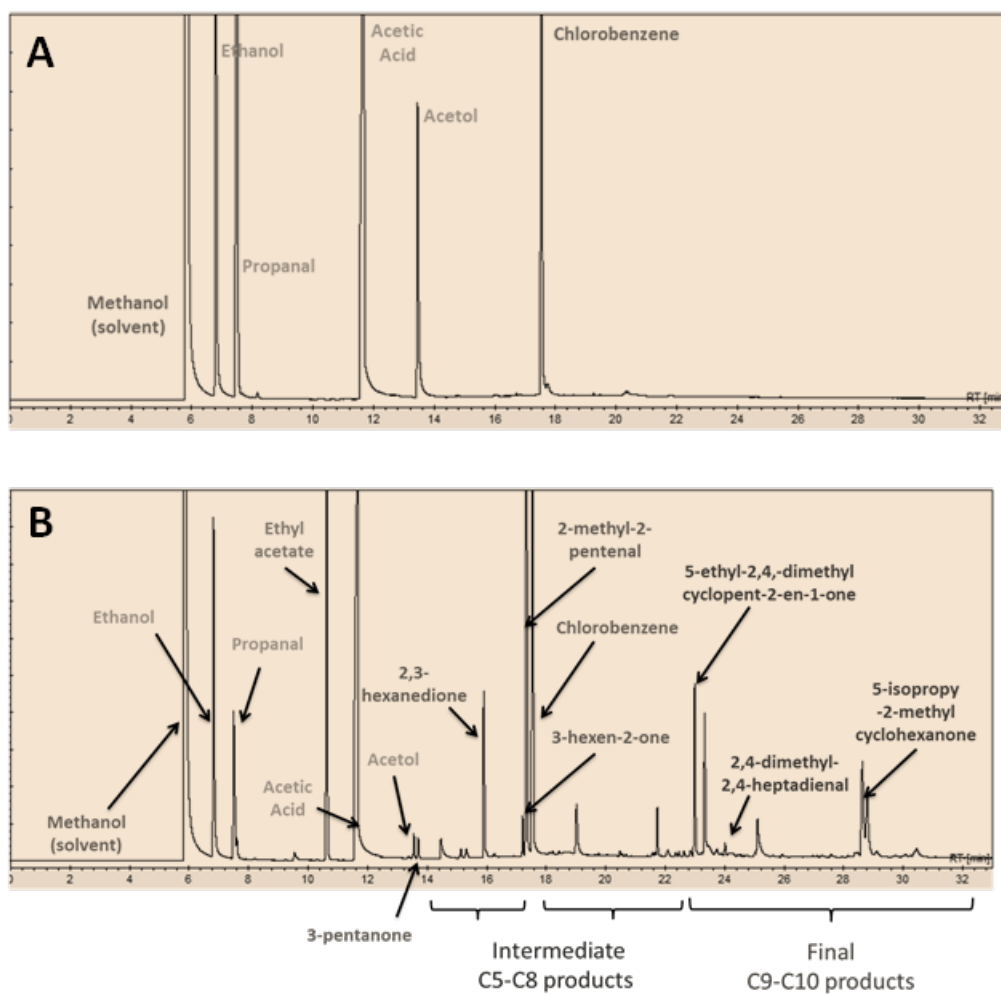 A
Ethanol
Acetic
Acid
Chlorobenzene
Acetol
Propanal
Methanol
(solvent)
0 2 4 6 8 10 12 14 16 18 20 22 24 26 28 30 32
B
Ethyl
acetate
2-methyl-2-
pentenal
5-ethyl-2,4,-dimethyl
cyclopent-2-en-1-one
Ethanol
Chlorobenzene
Propanal
2,3-
hexanedione
5-isopropy
-2-methyl
cyclohexanone
3-hexen-2-one
Acetol
2,4-dimethyl-
2,4-heptadienal
Acetic
Acid
Methanol
(solvent)
RT [min]
0 2 4 6 8 10 12 14 16 18 20 22 24 26 28 30 32
3-pentanone
Intermediate
C5-C8 products
Final
C9-C10 products